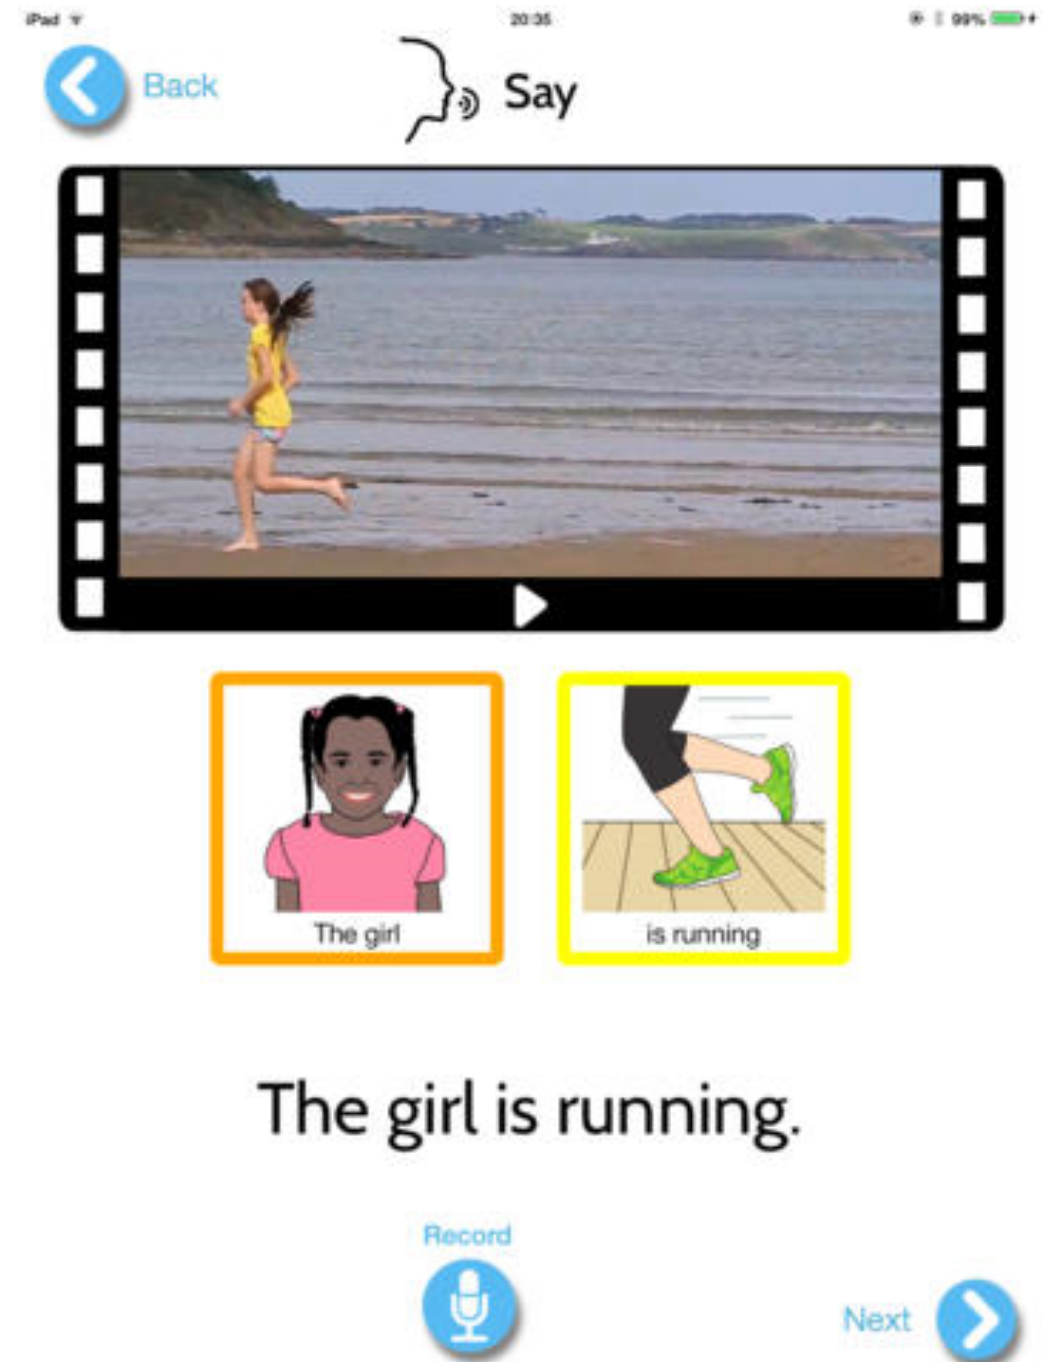 iPad 20:35 99%
Back
Say
The girl
is running
The girl is running.
Record
Next